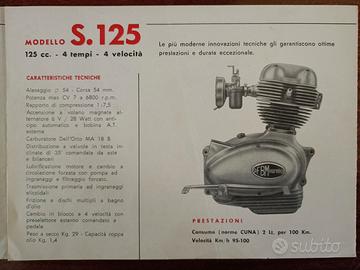 MODELLO S.125
125 cc. - 4 tempi - 4 velocità
Le più moderne innovazioni tecniche gli garantiscono ottime
prestazioni e durata eccezionale.
CARATTERISTICHE TECNICHE
Alesaggio ∅ 54 - Corsa 54 mm.
Potenza max CV 7 a 6800 r.p.m.
Rapporto di compressione 1:7,5
Accensione a volano magnete al-
ternatore 6 V / 28 Watt con anti-
cipo automatico e bobina A.T.
esterna
Carburatore Dell'Orto MA 18 B
Distribuzione a valvole in testa in-
clinate di 35° comandate da aste
e bilancieri
Lubrificazione motore e cambio a
circolazione forzata con pompa ad
ingranaggi e filtraggio forzato.
Trasmissione primaria ad ingranaggi
elicoidali
Frizione a dischi multipli a bagno
d'olio
Cambio in blocco a 4 velocità con
preselettore estanto comandato a
pedale
Peso a secco Kg. 29 - Capacità coppa
olio Kg. 1,4
FBM
PRESTAZIONI
Consumo (norme CUNA) 2 Lt. per 100 Km.
Velocità Km/h 95-100
subito